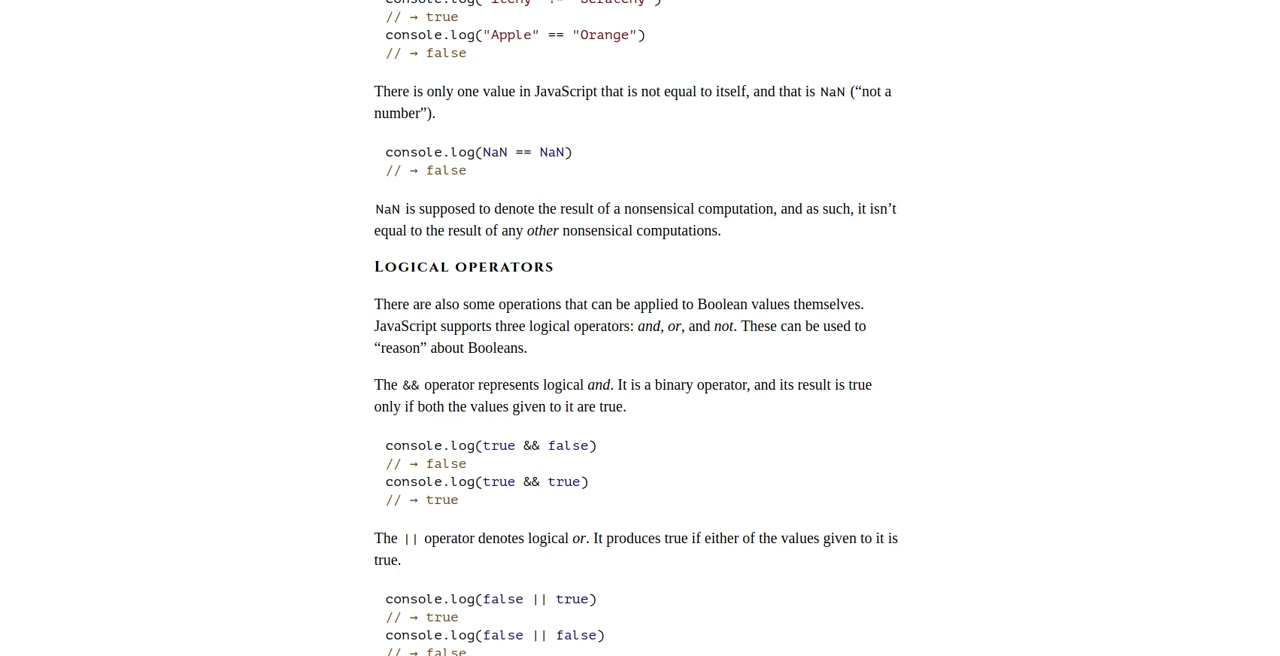 console.log("Itchy" != "Scratchy")
// → true
console.log("Apple" == "Orange")
// → false
There is only one value in JavaScript that is not equal to itself, and that is NaN (“not a
number”).
console.log(NaN == NaN)
// → false
NaN is supposed to denote the result of a nonsensical computation, and as such, it isn’t
equal to the result of any other nonsensical computations.
Logical operators
There are also some operations that can be applied to Boolean values themselves.
JavaScript supports three logical operators: and, or, and not. These can be used to
“reason” about Booleans.
The && operator represents logical and. It is a binary operator, and its result is true
only if both the values given to it are true.
console.log(true && false)
// → false
console.log(true && true)
// → true
The || operator denotes logical or. It produces true if either of the values given to it is
true.
console.log(false || true)
// → true
console.log(false || false)
// → false